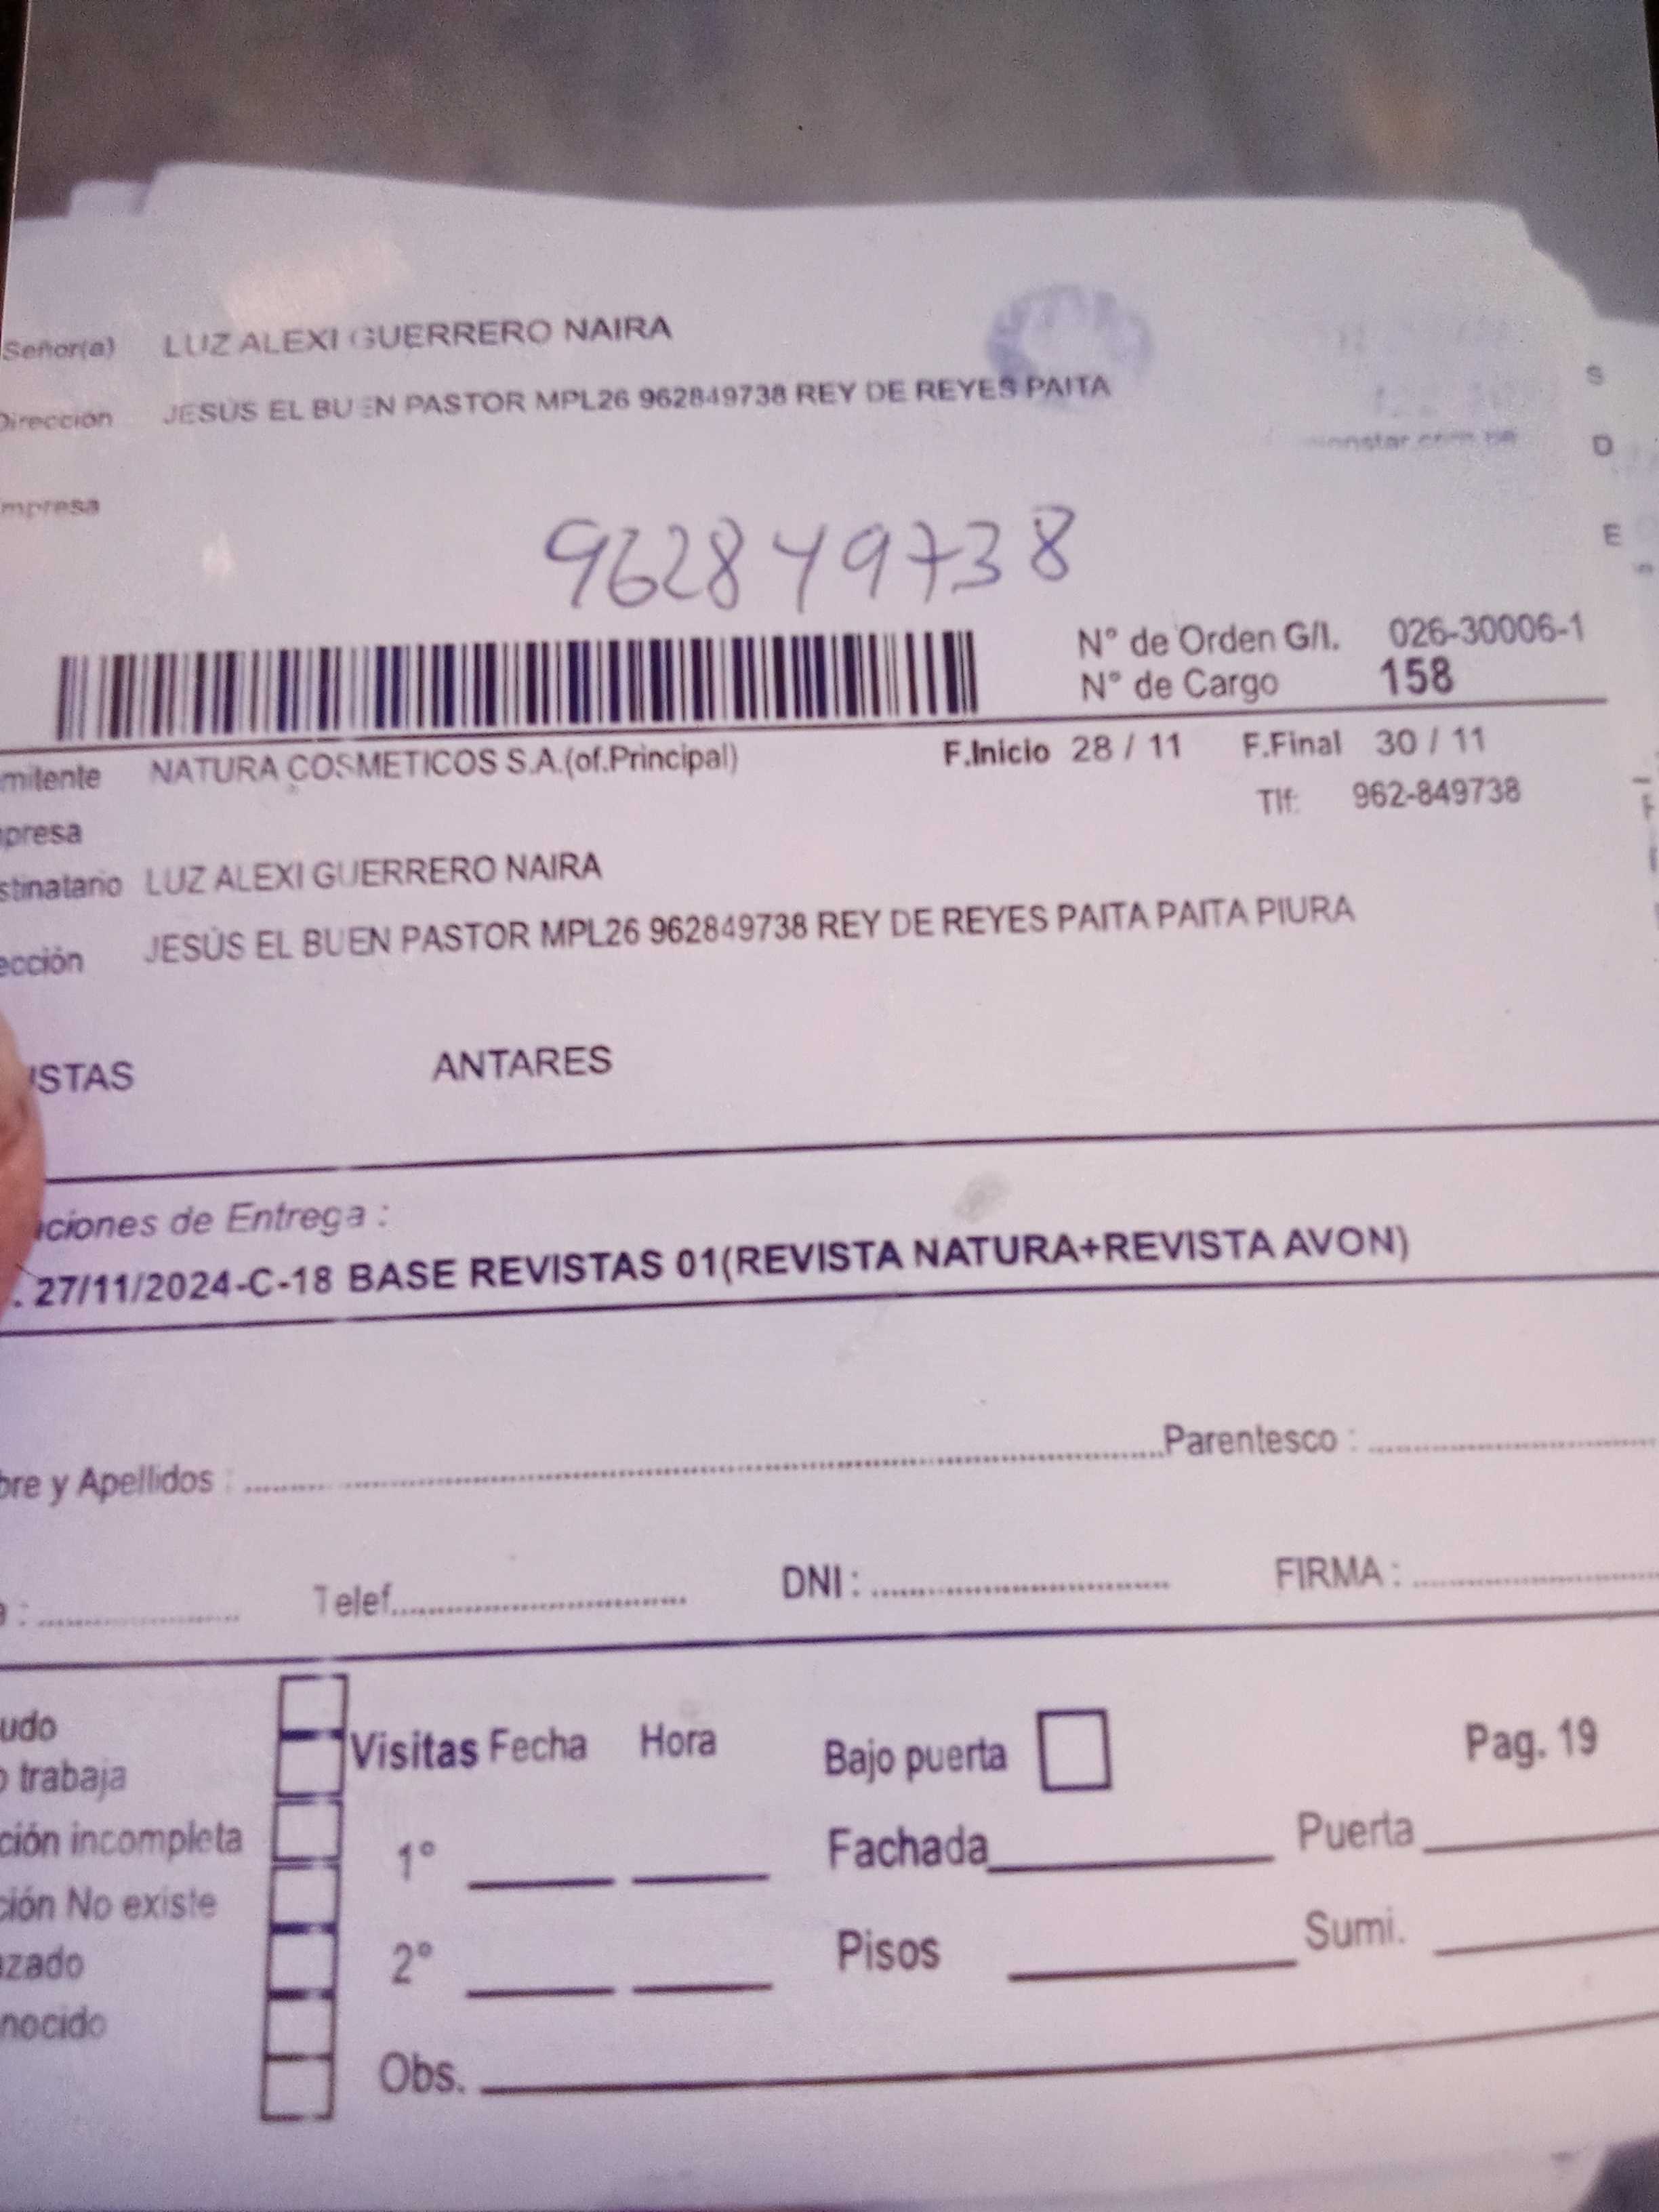 Señor(a) LUZ ALEXI GUERRERO NAIRA
Dirección JESÚS EL BUEN PASTOR MPL26 962849738 REY DE REYES PAITA
mpresa
962849738
N° de Orden G/I. 026-30006-1
N° de Cargo 158
mitente NATURA COSMETICOS S.A.(of.Principal) F.Inicio 28 / 11 F.Final 30 / 11
Tlf: 962-849738
presa
stinatario LUZ ALEXI GUERRERO NAIRA
ección JESÚS EL BUEN PASTOR MPL26 962849738 REY DE REYES PAITA PAITA PIURA
ISTAS ANTARES
ciones de Entrega :
. 27/11/2024-C-18 BASE REVISTAS 01(REVISTA NATURA+REVISTA AVON)
bre y Apellidos : Parentesco :
Telef. DNI : FIRMA :
udo
Visitas Fecha Hora Bajo puerta Pag. 19
trabaja
ción incompleta 1° Fachada Puerta
ción No existe
zado 2° Pisos Sumi.
nocido
Obs.
S
D
E